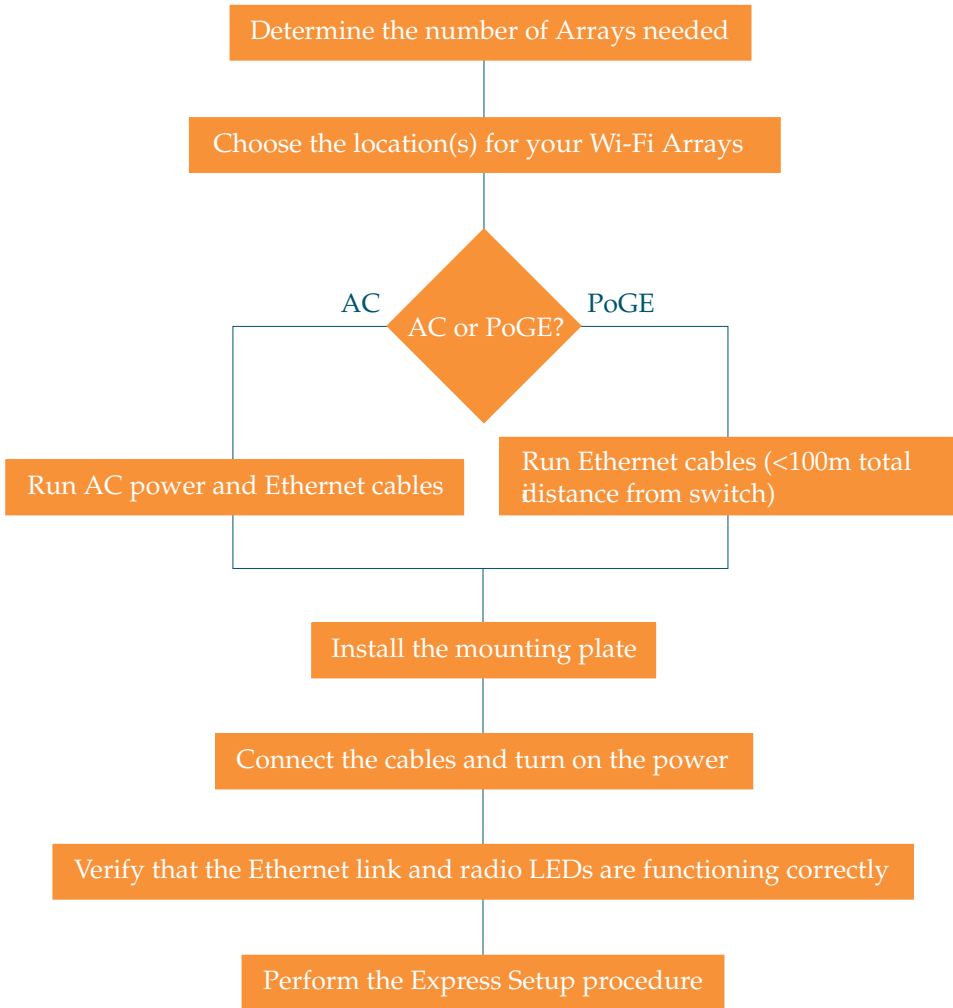 Determine the number of Arrays needed
Choose the location(s) for your Wi-Fi Arrays
AC
PoGE
AC or PoGE?
Run AC power and Ethernet cables
Run Ethernet cables (<100m total
distance from switch)
Install the mounting plate
Connect the cables and turn on the power
Verify that the Ethernet link and radio LEDs are functioning correctly
Perform the Express Setup procedure